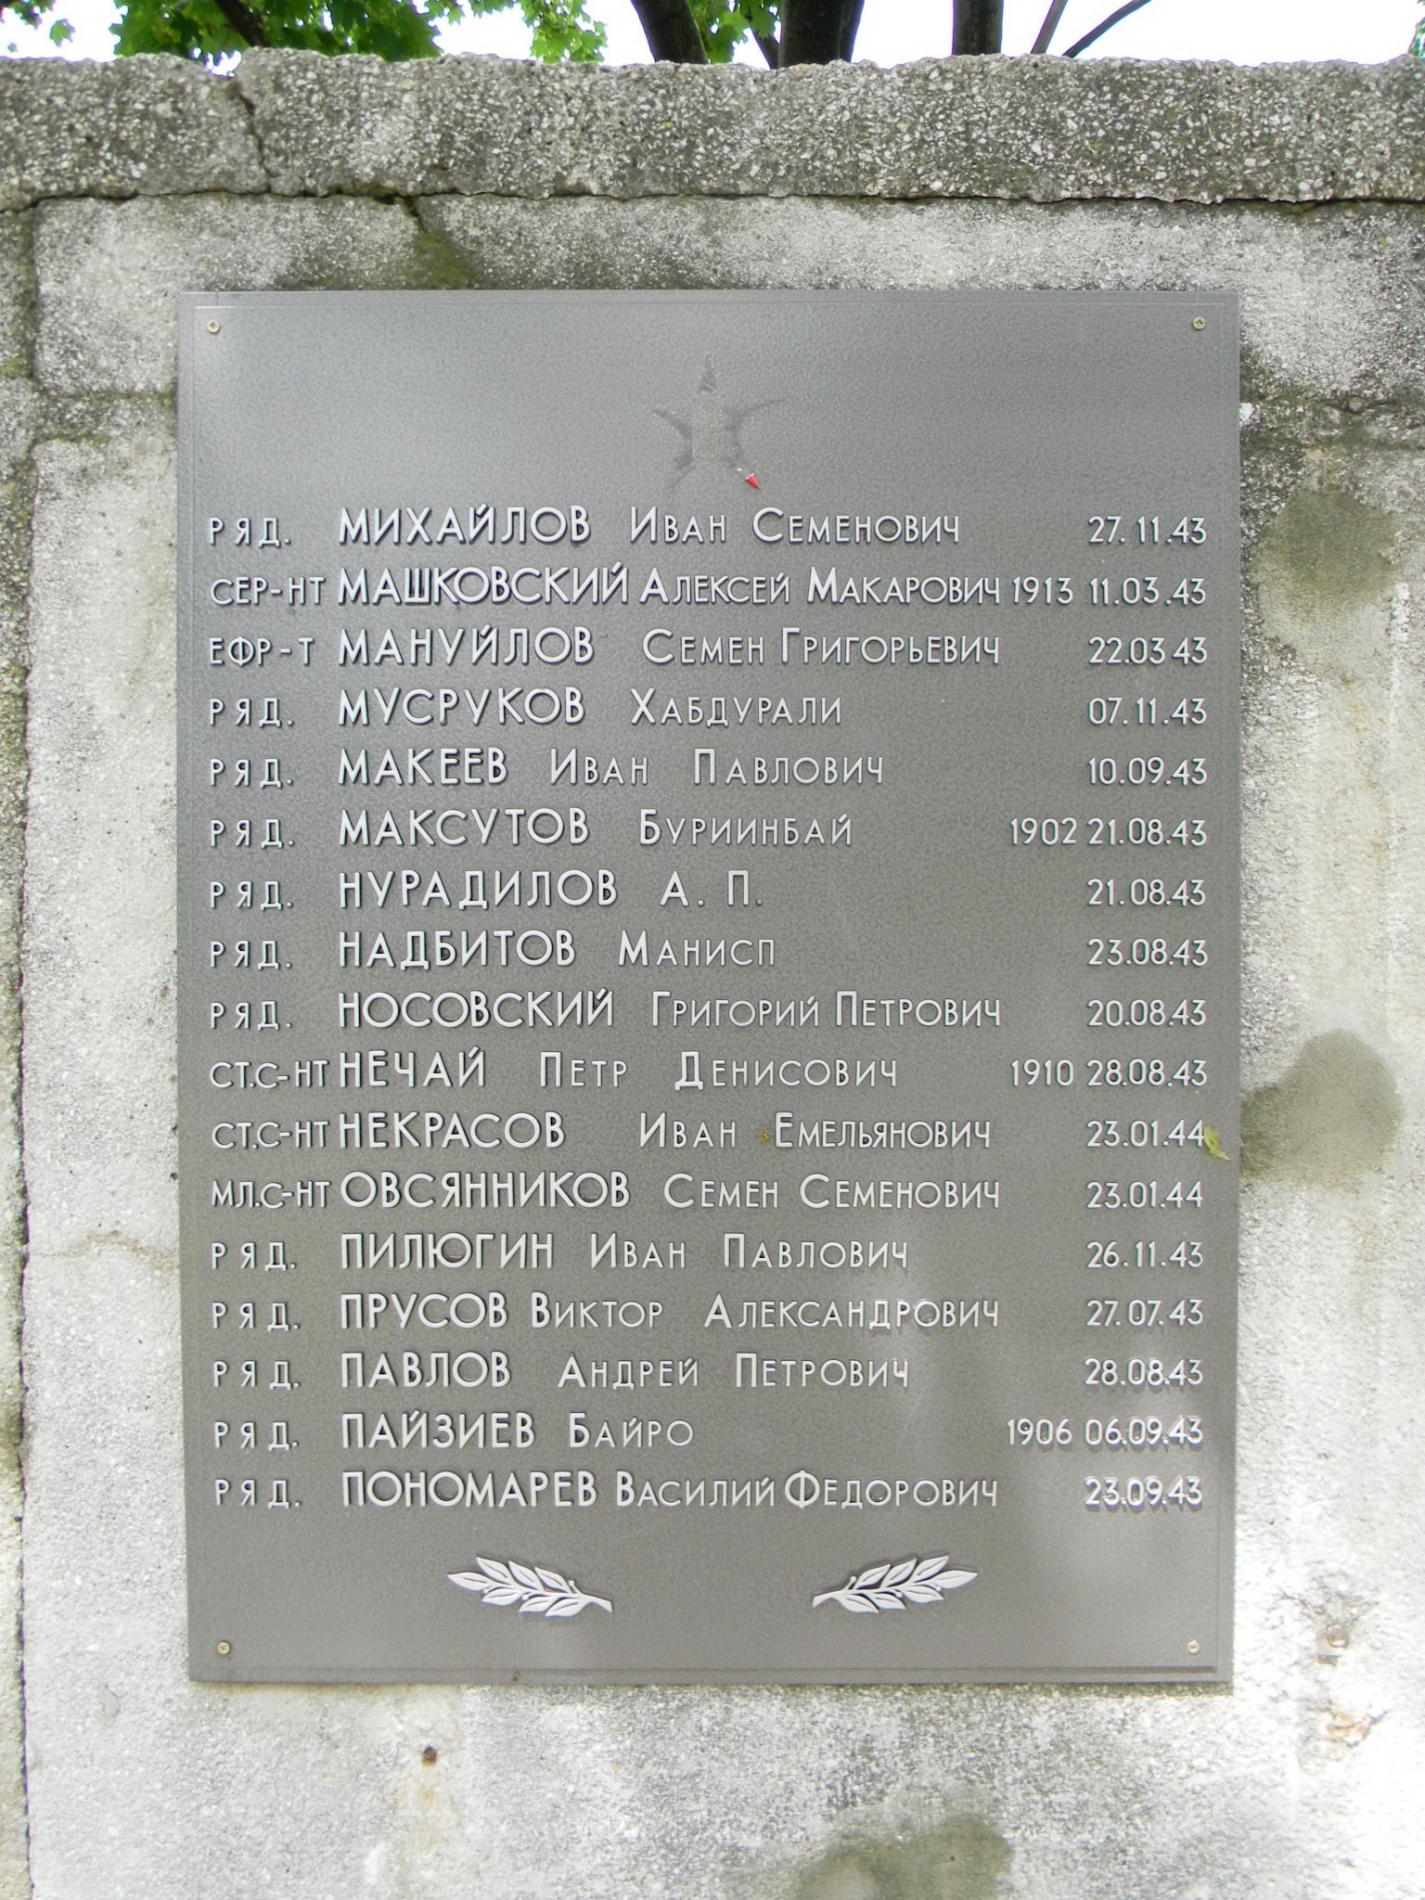 РЯД. МИХАЙЛОВ ИВАН СЕМЕНОВИЧ 27.11.43
СЕР-НТ МАШКОВСКИЙ АЛЕКСЕЙ МАКАРОВИЧ 1913 11.03.43
ЕФР-Т МАНУЙЛОВ СЕМЕН ГРИГОРЬЕВИЧ 22.03 43
РЯД. МУСРУКОВ ХАБДУРАЛИ 07.11.43
РЯД. МАКЕЕВ ИВАН ПАВЛОВИЧ 10.09.43
РЯД. МАКСУТОВ БУРИИНБАЙ 1902 21.08.43
РЯД. НУРАДИЛОВ А. П. 21.08.43
РЯД. НАДБИТОВ МАНИСП 23.08.43
РЯД. НОСОВСКИЙ ГРИГОРИЙ ПЕТРОВИЧ 20.08.43
СТ.С-НТ НЕЧАЙ ПЕТР ДЕНИСОВИЧ 1910 28.08.43
СТ.С-НТ НЕКРАСОВ ИВАН ЕМЕЛЬЯНОВИЧ 23.01.44
МЛ.С-НТ ОВСЯННИКОВ СЕМЕН СЕМЕНОВИЧ 23.01.44
РЯД. ПИЛЮГИН ИВАН ПАВЛОВИЧ 26.11.43
РЯД. ПРУСОВ ВИКТОР АЛЕКСАНДРОВИЧ 27.07.43
РЯД. ПАВЛОВ АНДРЕЙ ПЕТРОВИЧ 28.08.43
РЯД. ПАЙЗИЕВ БАЙРО 1906 06.09.43
РЯД. ПОНОМАРЕВ ВАСИЛИЙ ФЕДОРОВИЧ 23.09.43